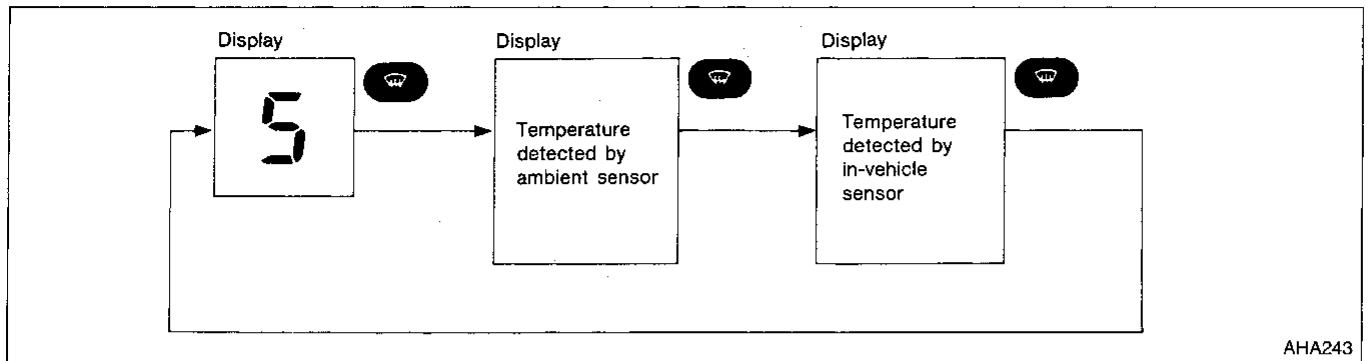 Display
5
Display
Temperature
detected by
ambient sensor
Display
Temperature
detected by
in-vehicle
sensor
AHA243